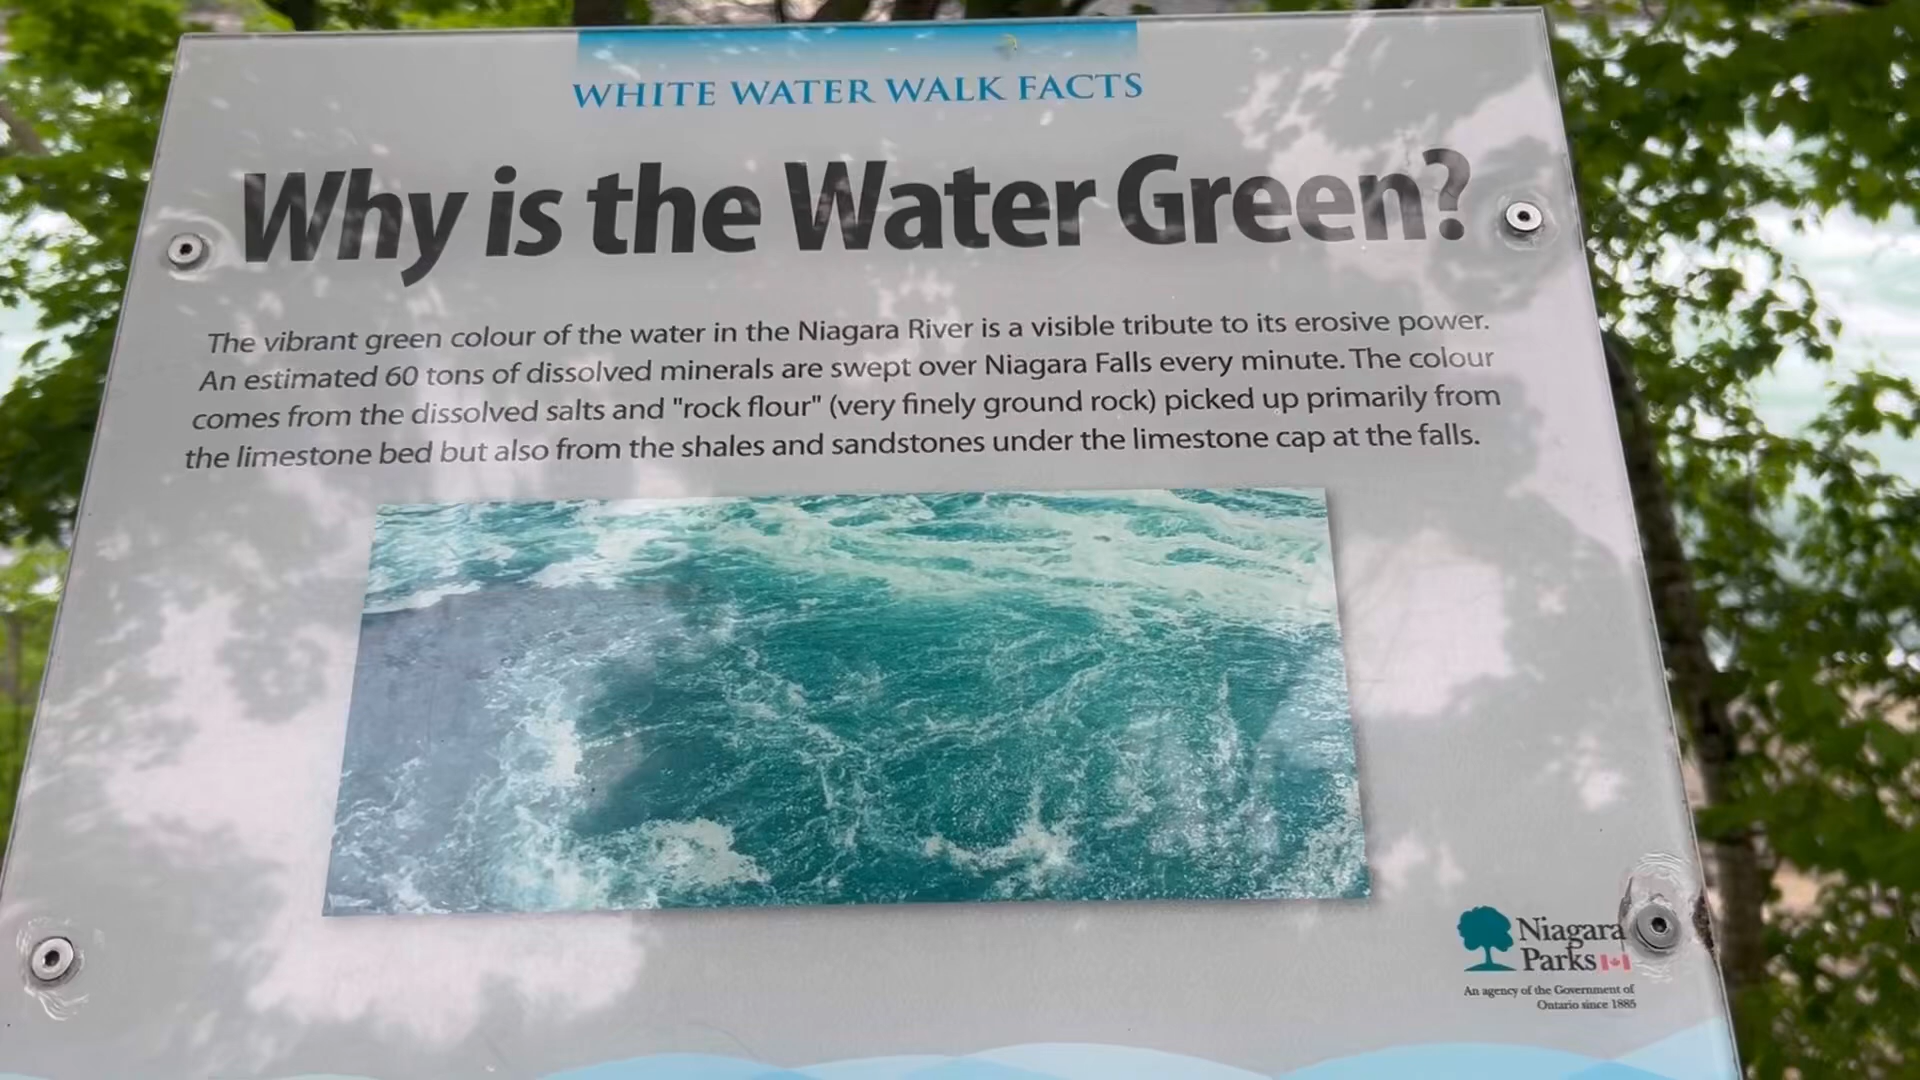 WHITE WATER WALK FACTS
Why is the Water Green?
The vibrant green colour of the water in the Niagara River is a visible tribute to its erosive power.
An estimated 60 tons of dissolved minerals are swept over Niagara Falls every minute. The colour
comes from the dissolved salts and "rock flour" (very finely ground rock) picked up primarily from
the limestone bed but also from the shales and sandstones under the limestone cap at the falls.
Niagara
Parks
An agency of the Government of
Ontario since 1885